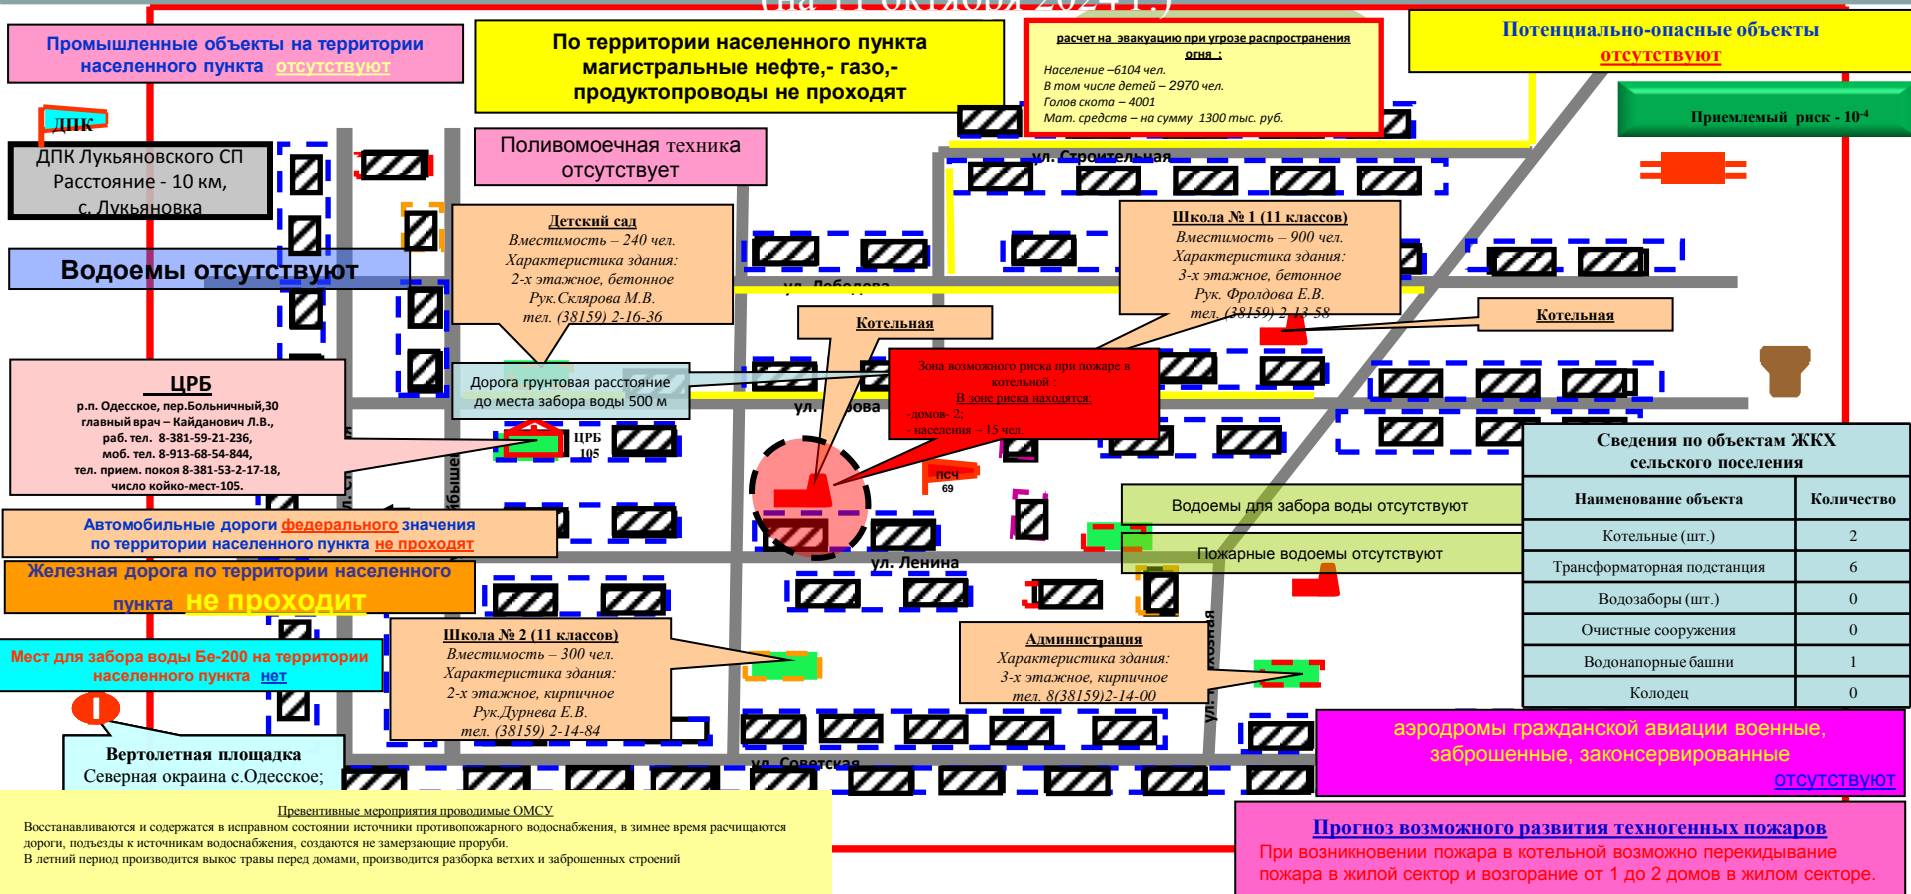 (на 11 октября 2024 г.)
Промышленные объекты на территории
населенного пункта отсутствуют
По территории населенного пункта
магистральные нефте,- газо,-
продуктопроводы не проходят
расчет на эвакуацию при угрозе распространения
огня :
Население –6104 чел.
В том числе детей – 2970 чел.
Голов скота – 4001
Мат. средств – на сумму 1300 тыс. руб.
Потенциально-опасные объекты
отсутствуют
Приемлемый риск - 10-4
ДПК
ДПК Лукьяновского СП
Расстояние - 10 км,
с. Лукьяновка
Поливомоечная техника
отсутствует
ул. Строительная
Водоемы отсутствуют
Детский сад
Вместимость – 240 чел.
Характеристика здания:
2-х этажное, бетонное
Рук.Склярова М.В.
тел. (38159) 2-16-36
Школа № 1 (11 классов)
Вместимость – 900 чел.
Характеристика здания:
3-х этажное, бетонное
Рук. Фролдова Е.В.
тел. (38159) 2-13-58
ул.
Котельная
Котельная
ЦРБ
р.п. Одесское, пер.Больничный,30
главный врач – Кайданович Л.В.,
раб. тел. 8-381-59-21-236,
моб. тел. 8-913-68-54-844,
тел. прием. покоя 8-381-53-2-17-18,
число койко-мест-105.
Дорога грунтовая расстояние
до места забора воды 500 м
Зона возможного риска при пожаре в
котельной :
В зоне риска находятся:
-домов- 2;
- населения – 15 чел.
ул.
ЦРБ
105
ПСЧ
69
Сведения по объектам ЖКХ
сельского поселения
Наименование объекта Количество
Котельные (шт.) 2
Трансформаторная подстанция 6
Водозаборы (шт.) 0
Очистные сооружения 0
Водонапорные башни 1
Колодец 0
Водоемы для забора воды отсутствуют
Пожарные водоемы отсутствуют
Автомобильные дороги федерального значения
по территории населенного пункта не проходят
ул. Ленина
Железная дорога по территории населенного
пункта не проходит
Школа № 2 (11 классов)
Вместимость – 300 чел.
Характеристика здания:
2-х этажное, кирпичное
Рук.Дурнева Е.В.
тел. (38159) 2-14-84
Администрация
Характеристика здания:
3-х этажное, кирпичное
тел. 8(38159)2-14-00
Мест для забора воды Бе-200 на территории
населенного пункта нет
Вертолетная площадка
Северная окраина с.Одесское;
ул. Советская
аэродромы гражданской авиации военные,
заброшенные, законсервированные
отсутствуют
Превентивные мероприятия проводимые ОМСУ
Восстанавливаются и содержатся в исправном состоянии источники противопожарного водоснабжения, в зимнее время расчищаются
дороги, подъезды к источникам водоснабжения, создаются не замерзающие проруби.
В летний период производится выкос травы перед домами, производится разборка ветхих и заброшенных строений
Прогноз возможного развития техногенных пожаров
При возникновении пожара в котельной возможно перекидывание
пожара в жилой сектор и возгорание от 1 до 2 домов в жилом секторе.